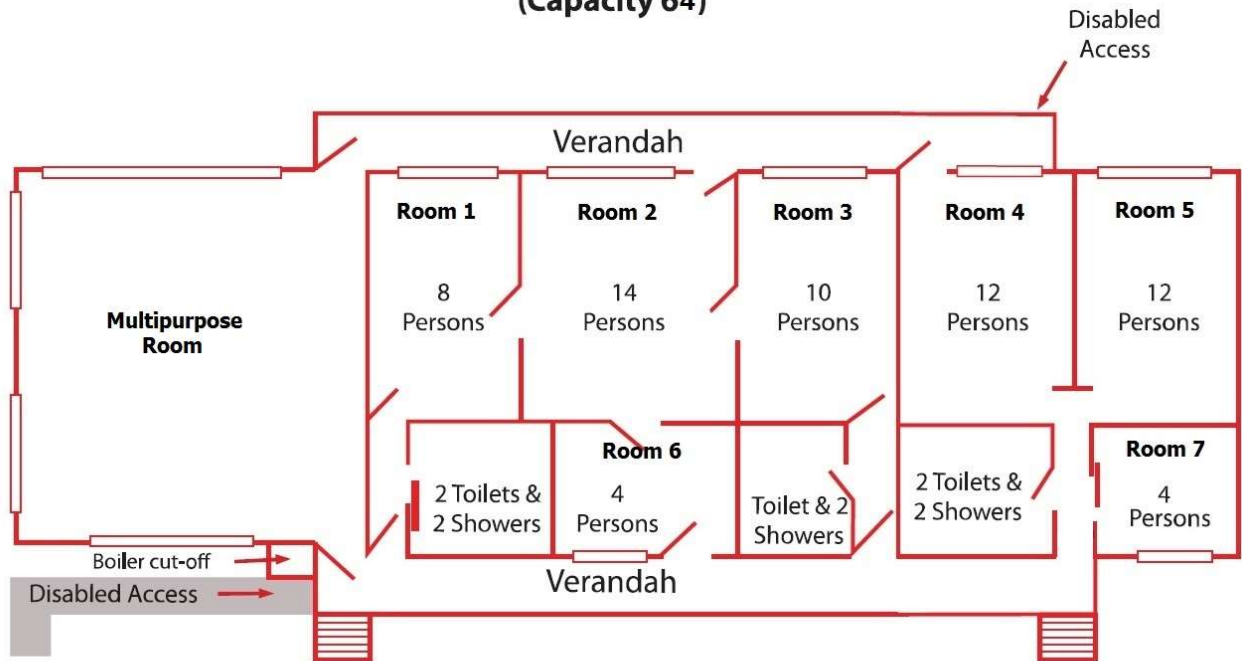 (Capacity 64)
Disabled
Access
Verandah
Room 1
Room 2
Room 3
Room 4
Room 5
8
Persons
14
Persons
10
Persons
12
Persons
12
Persons
Multipurpose
Room
Room 6
Room 7
2 Toilets &
2 Showers
4
Persons
Toilet & 2
Showers
2 Toilets &
2 Showers
4
Persons
Boiler cut-off
Verandah
Disabled Access